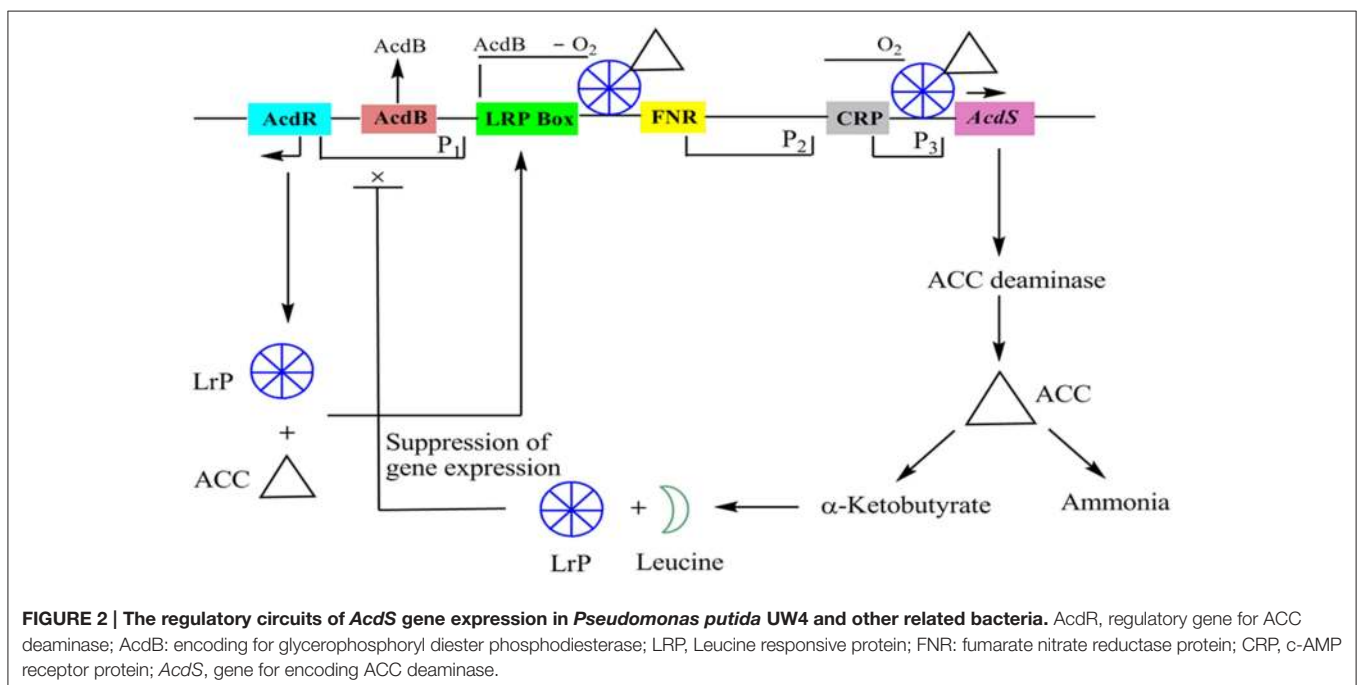 AcdB
AcdB – O2
O2
AcdR
AcdB
LRP Box
FNR
CRP
AcdS
P1
P2
P3
×
ACC deaminase
LrP
+
ACC
Suppression of
gene expression
ACC
LrP
+
Leucine
α-Ketobutyrate
Ammonia
FIGURE 2 | The regulatory circuits of AcdS gene expression in Pseudomonas putida UW4 and other related bacteria. AcdR, regulatory gene for ACC
deaminase; AcdB: encoding for glycerophosphoryl diester phosphodiesterase; LRP, Leucine responsive protein; FNR: fumarate nitrate reductase protein; CRP, c-AMP
receptor protein; AcdS, gene for encoding ACC deaminase.